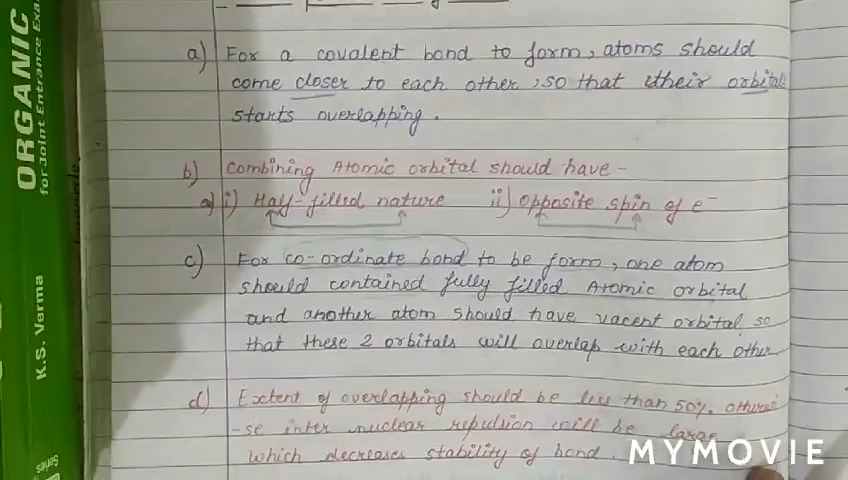 ORGANIC
for Joint Entrance Exa
K.S. Verma
Series
a) For a covalent bond to form, atoms should
come closer to each other, so that their orbital
starts overlapping.
b) Combining Atomic orbital should have -
a) i) Half-filled nature ii) opposite spin of e⁻
c) For co-ordinate bond to be form, one atom
should contained fully filled Atomic orbital
and another atom should have vacent orbital so
that these 2 orbitals will overlap with each other.
d) Extent of overlapping should be less than 50%. otherwi
-se inter nuclear repulsion will be large
which decreases stability of bond.
MYMOVIE